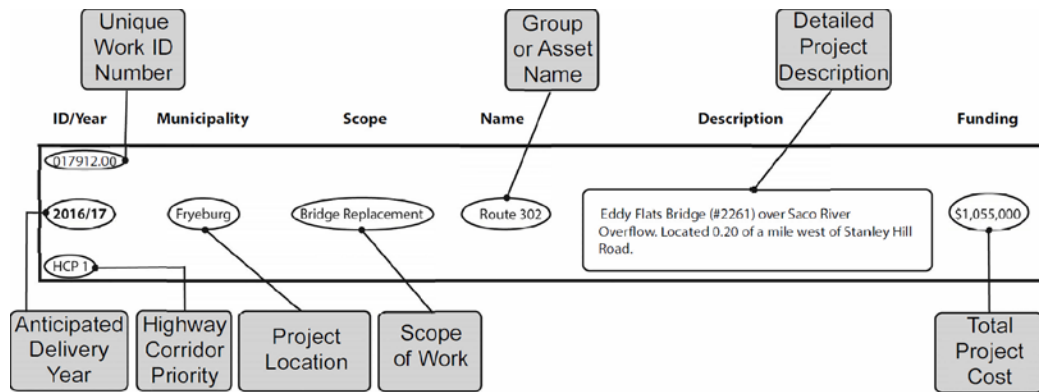 Unique
Work ID
Number
Group
or Asset
Name
Detailed
Project
Description
ID/Year Municipality Scope Name Description Funding
017912.00
2016/17 Fryeburg Bridge Replacement Route 302 $1,055,000
Eddy Flats Bridge (#2261) over Saco River
Overflow. Located 0.20 of a mile west of Stanley Hill
Road.
HCP 1
Anticipated
Delivery
Year
Highway
Corridor
Priority
Project
Location
Scope
of Work
Total
Project
Cost